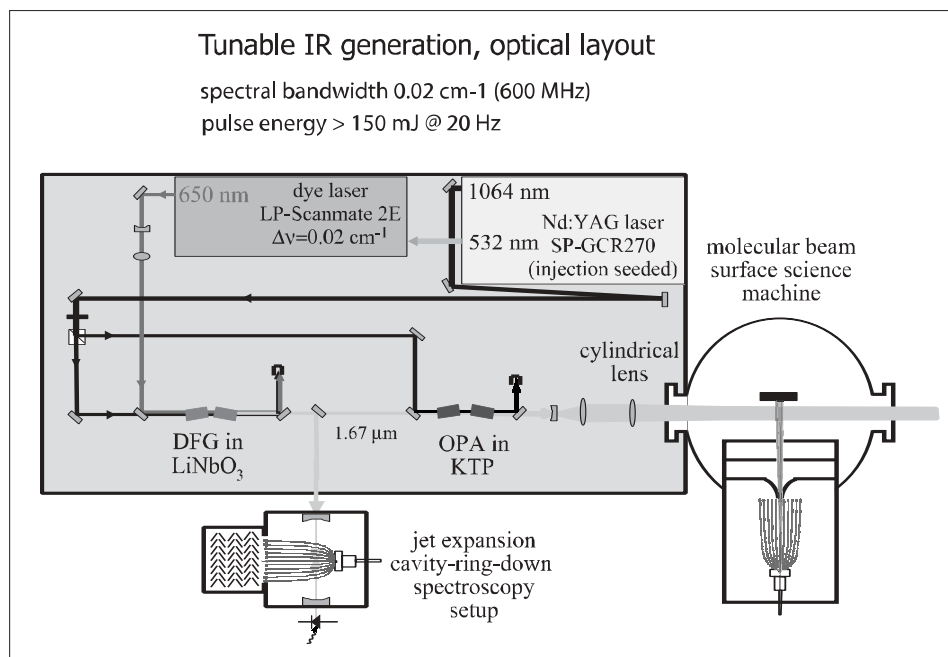 Tunable IR generation, optical layout
spectral bandwidth 0.02 cm-1 (600 MHz)
pulse energy > 150 mJ @ 20 Hz
650 nm
dye laser
LP-Scanmate 2E
Δν=0.02 cm⁻¹
1064 nm
Nd:YAG laser
532 nm
SP-GCR270
(injection seeded)
molecular beam
surface science
machine
cylindrical
lens
DFG in
LiNbO₃
1.67 µm
OPA in
KTP
jet expansion
cavity-ring-down
spectroscopy
setup